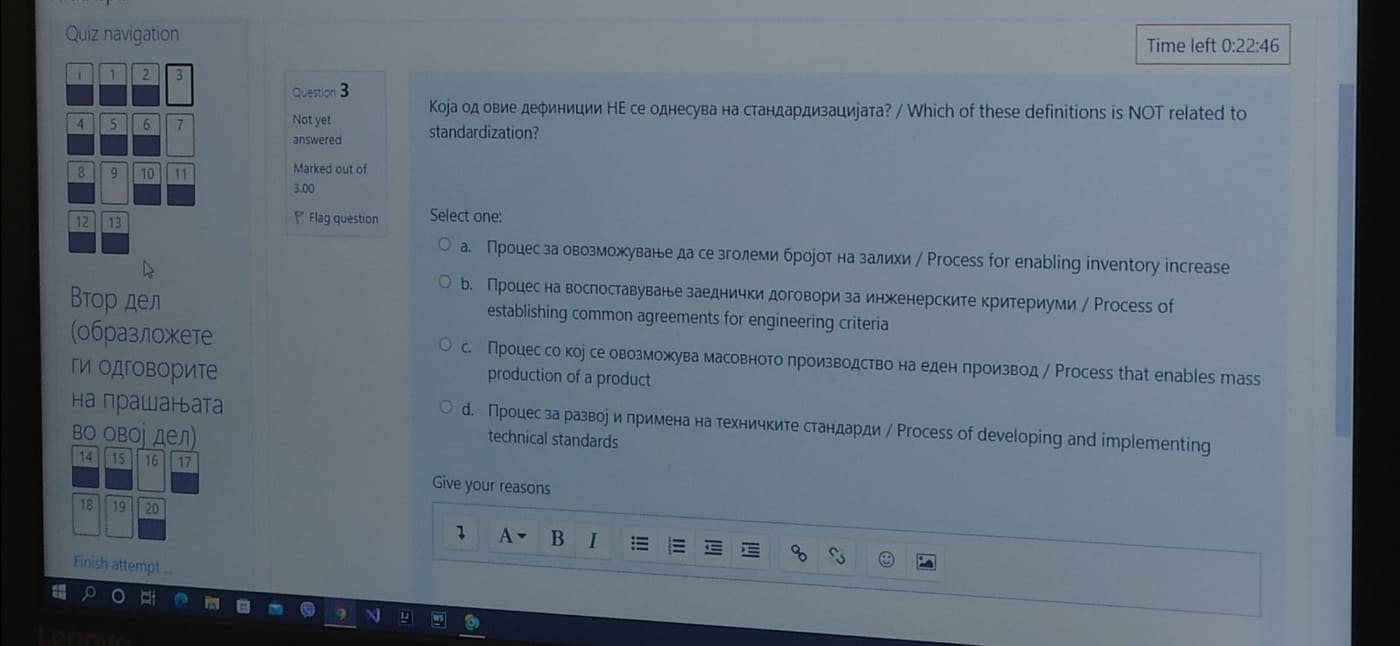 Quiz navigation
Time left 0:22:46
i 1 2 3
4 5 6 7
8 9 10 11
12 13
Втор дел
(образложете
ги одговорите
на прашањата
во овој дел)
14 15 16 17
18 19 20
Finish attempt ...
Question 3
Not yet
answered
Marked out of
3.00
Flag question
Која од овие дефиниции НЕ се однесува на стандардизацијата? / Which of these definitions is NOT related to
standardization?
Select one:
a. Процес за овозможување да се зголеми бројот на залихи / Process for enabling inventory increase
b. Процес на воспоставување заеднички договори за инженерските критериуми / Process of
establishing common agreements for engineering criteria
c. Процес со кој се овозможува масовното производство на еден производ / Process that enables mass
production of a product
d. Процес за развој и примена на техничките стандарди / Process of developing and implementing
technical standards
Give your reasons
A B I
IJ WS
Lenovo